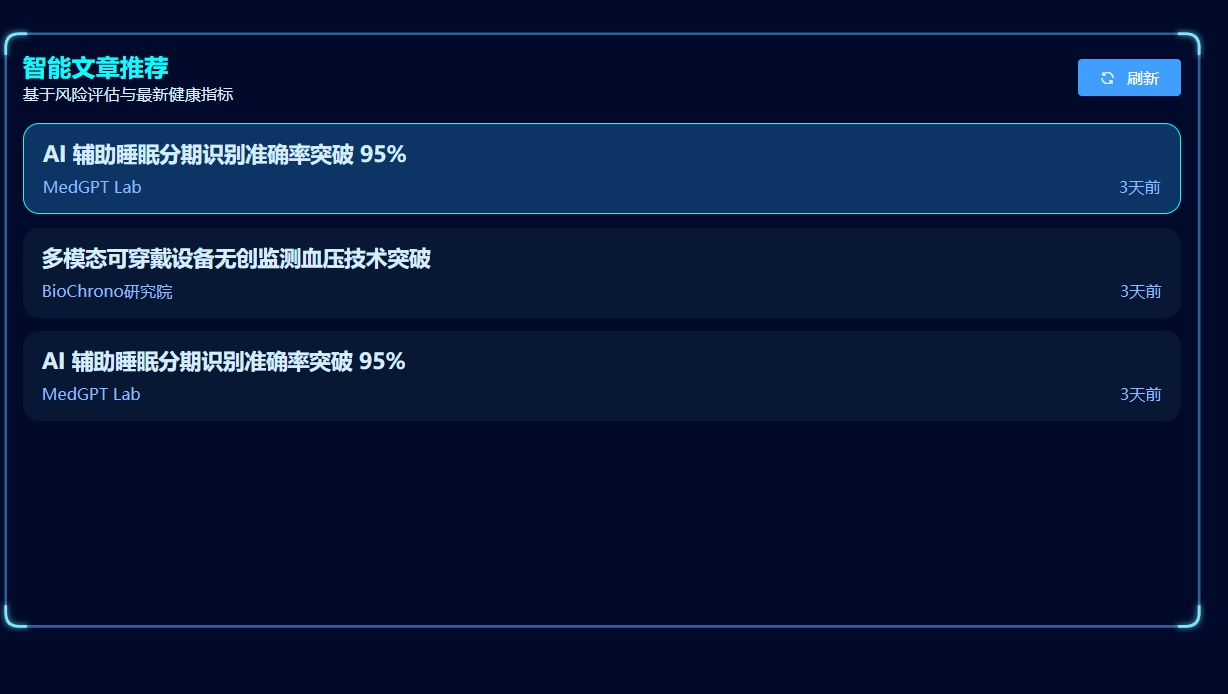 智能文章推荐
基于风险评估与最新健康指标
刷新
AI 辅助睡眠分期识别准确率突破 95%
MedGPT Lab
3天前
多模态可穿戴设备无创监测血压技术突破
BioChrono研究院
3天前
AI 辅助睡眠分期识别准确率突破 95%
MedGPT Lab
3天前